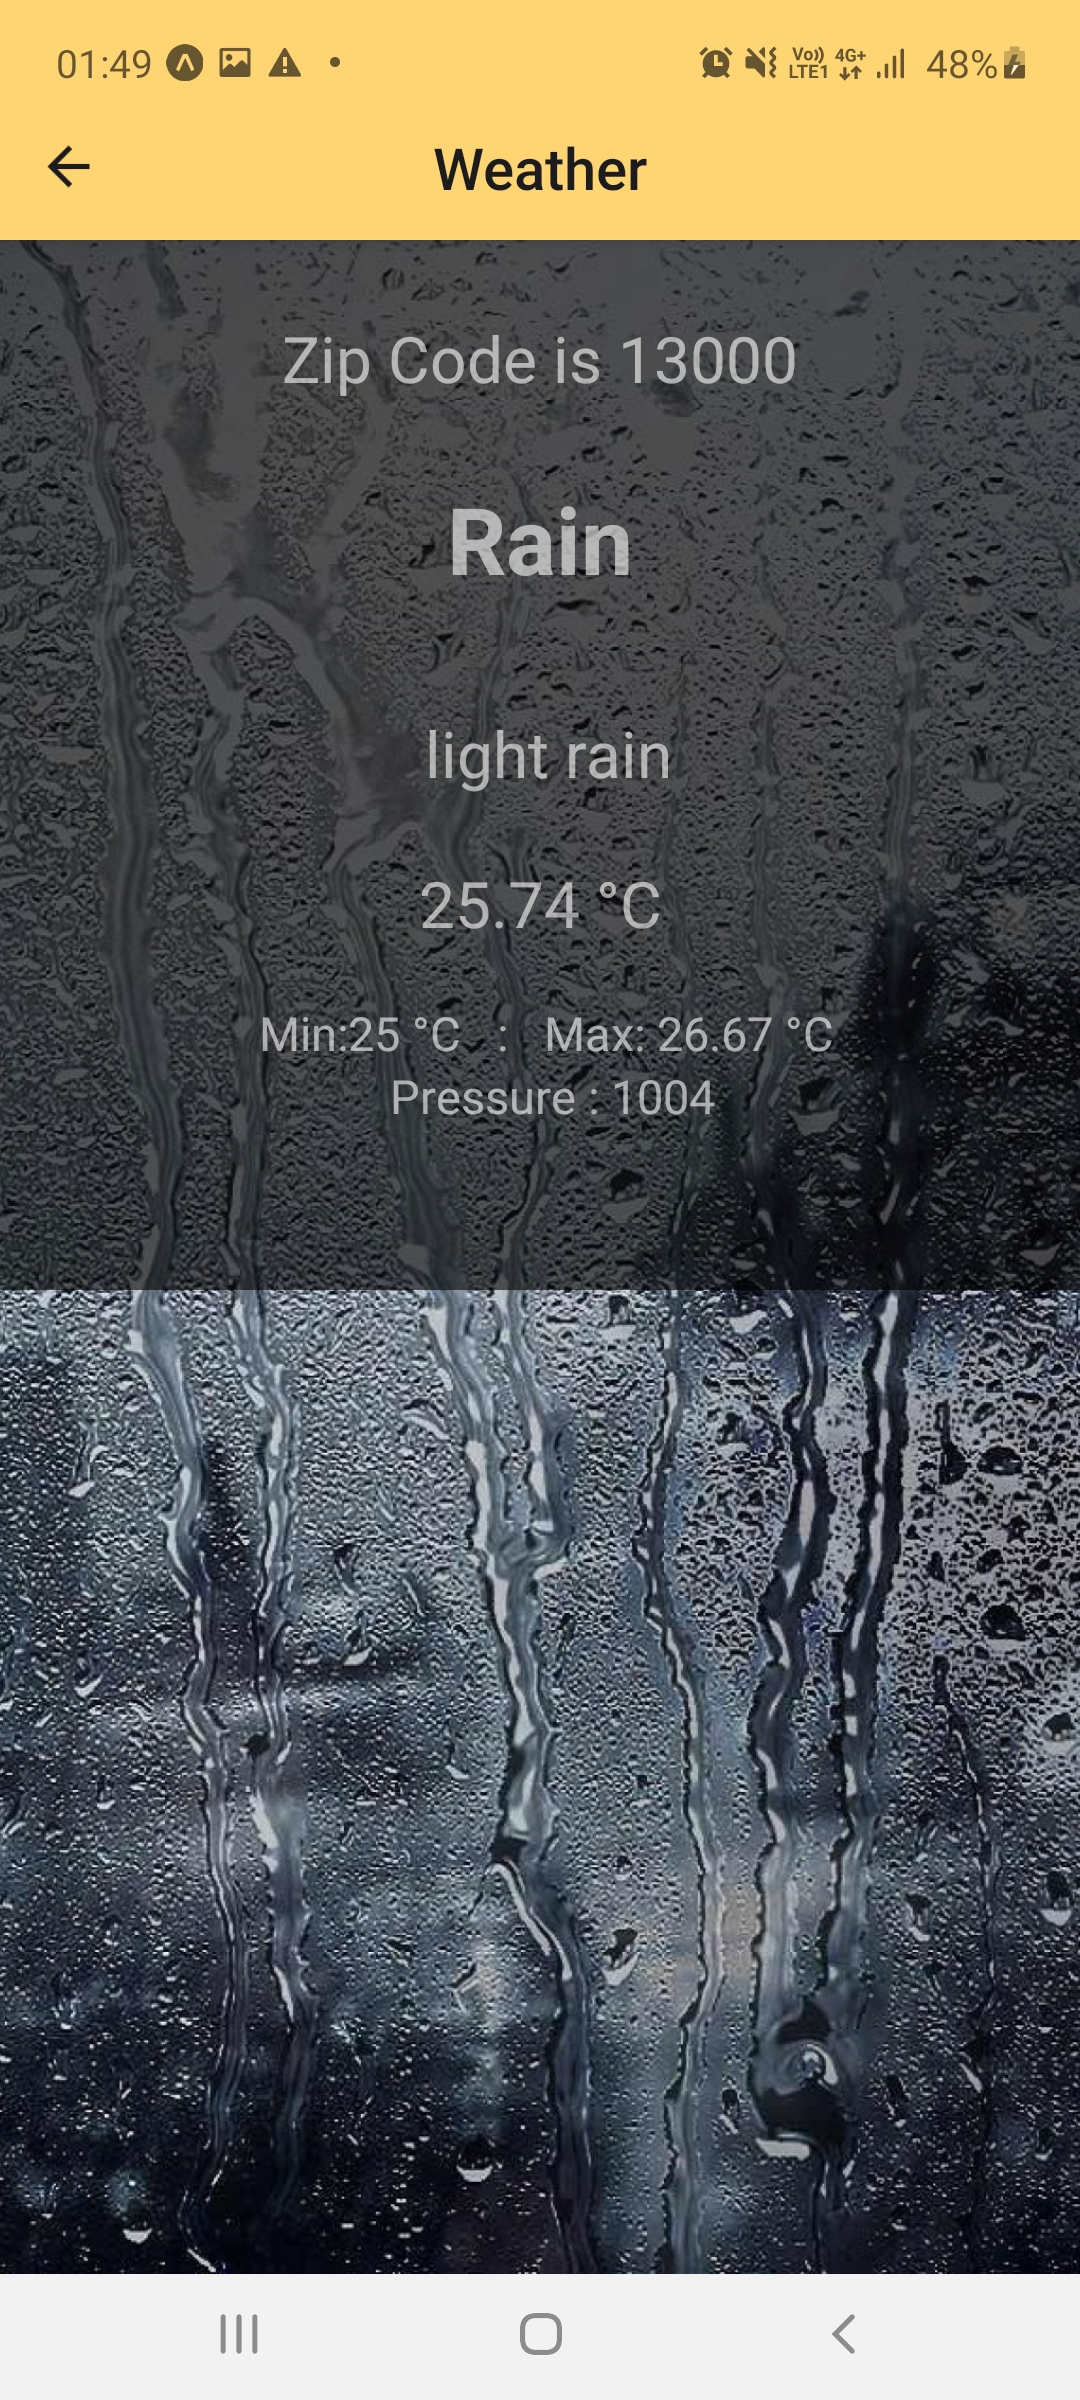 01:49 Vo)) LTE1 4G+ 48%
Weather
Zip Code is 13000
Rain
light rain
25.74 °C
Min:25 °C : Max: 26.67 °C
Pressure : 1004